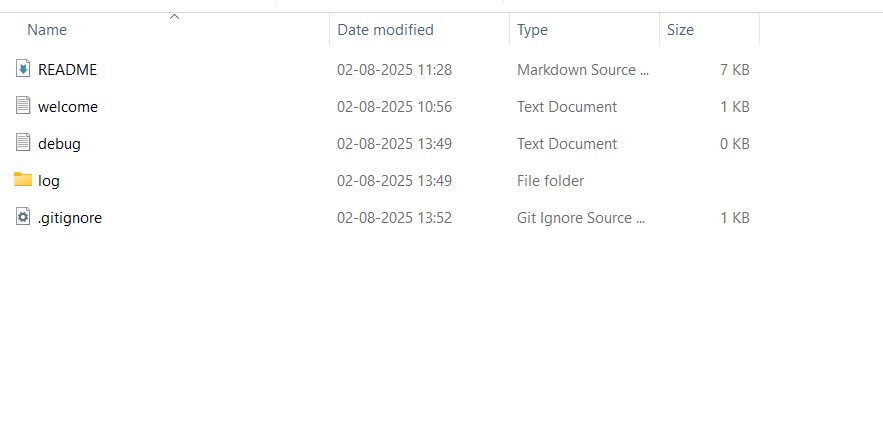 Name Date modified Type Size
README 02-08-2025 11:28 Markdown Source ... 7 KB
welcome 02-08-2025 10:56 Text Document 1 KB
debug 02-08-2025 13:49 Text Document 0 KB
log 02-08-2025 13:49 File folder
.gitignore 02-08-2025 13:52 Git Ignore Source ... 1 KB